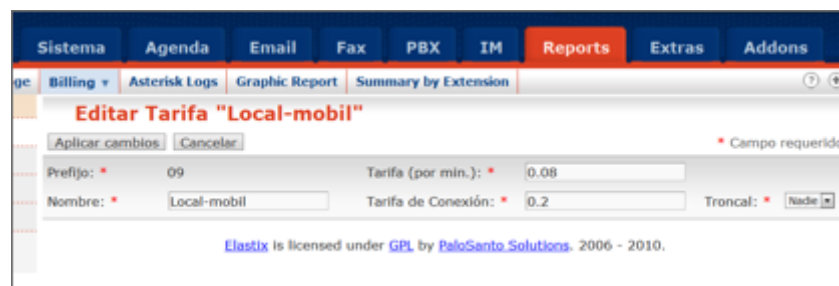 Sistema Agenda Email Fax PBX IM Reports Extras Addons
ge Billing Asterisk Logs Graphic Report Summary by Extension
Editar Tarifa "Local-mobil"
Aplicar cambios Cancelar * Campo requerido
Prefijo: * 09 Tarifa (por min.): * 0.08
Nombre: * Local-mobil Tarifa de Conexión: * 0.2 Troncal: * Nadie
Elastix is licensed under GPL by PaloSanto Solutions. 2006 - 2010.